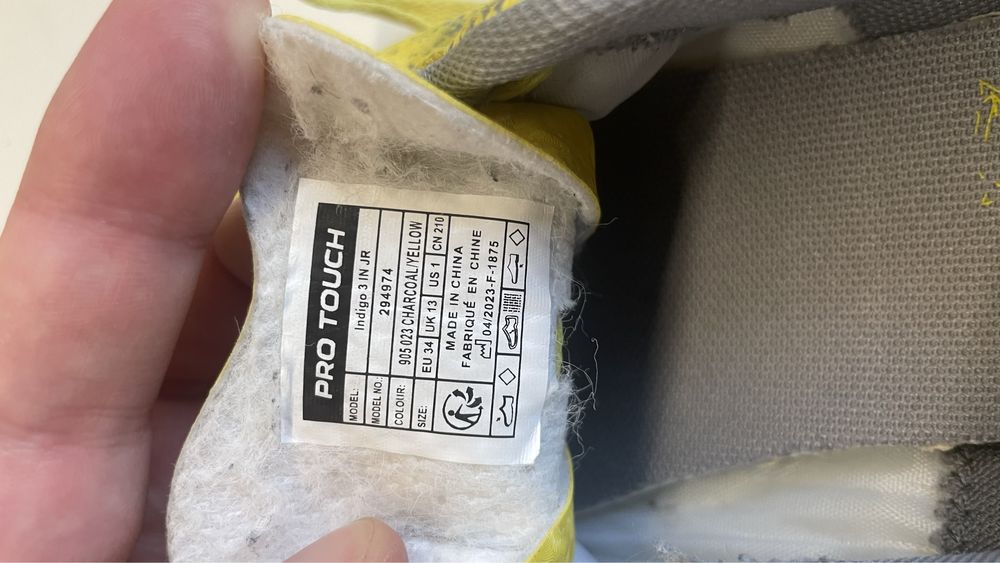 PRO TOUCH
MODEL: Indigo 3 IN JR
MODEL NO.: 294974
COLOUR: 905 023 CHARCOAL/YELLOW
SIZE: EU 34 UK 13 US 1 CN 210
MADE IN CHINA
FABRIQUÉ EN CHINE
04/2023-F-1875